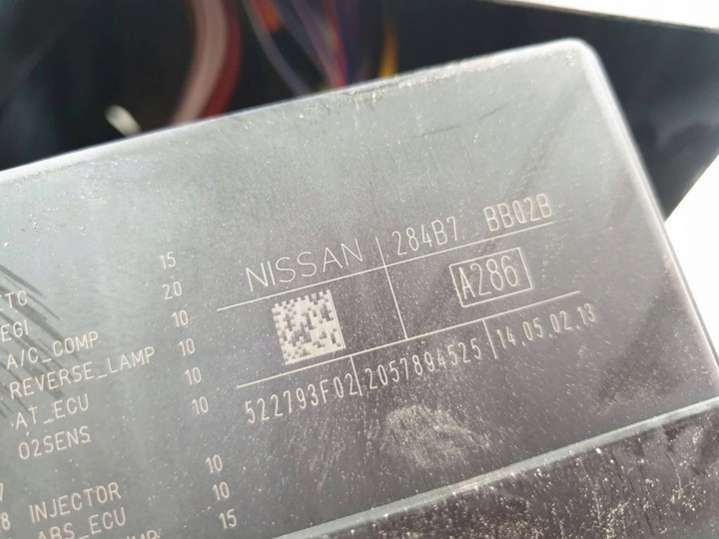 NISSAN 284B7 BB02B
A286
522793F02 2057894525 14.05.02.13
15
ETC 20
EGI 10
A/C_COMP 10
REVERSE_LAMP 10
AT_ECU 10
O2SENS
INJECTOR 10
ABS_ECU 10
15